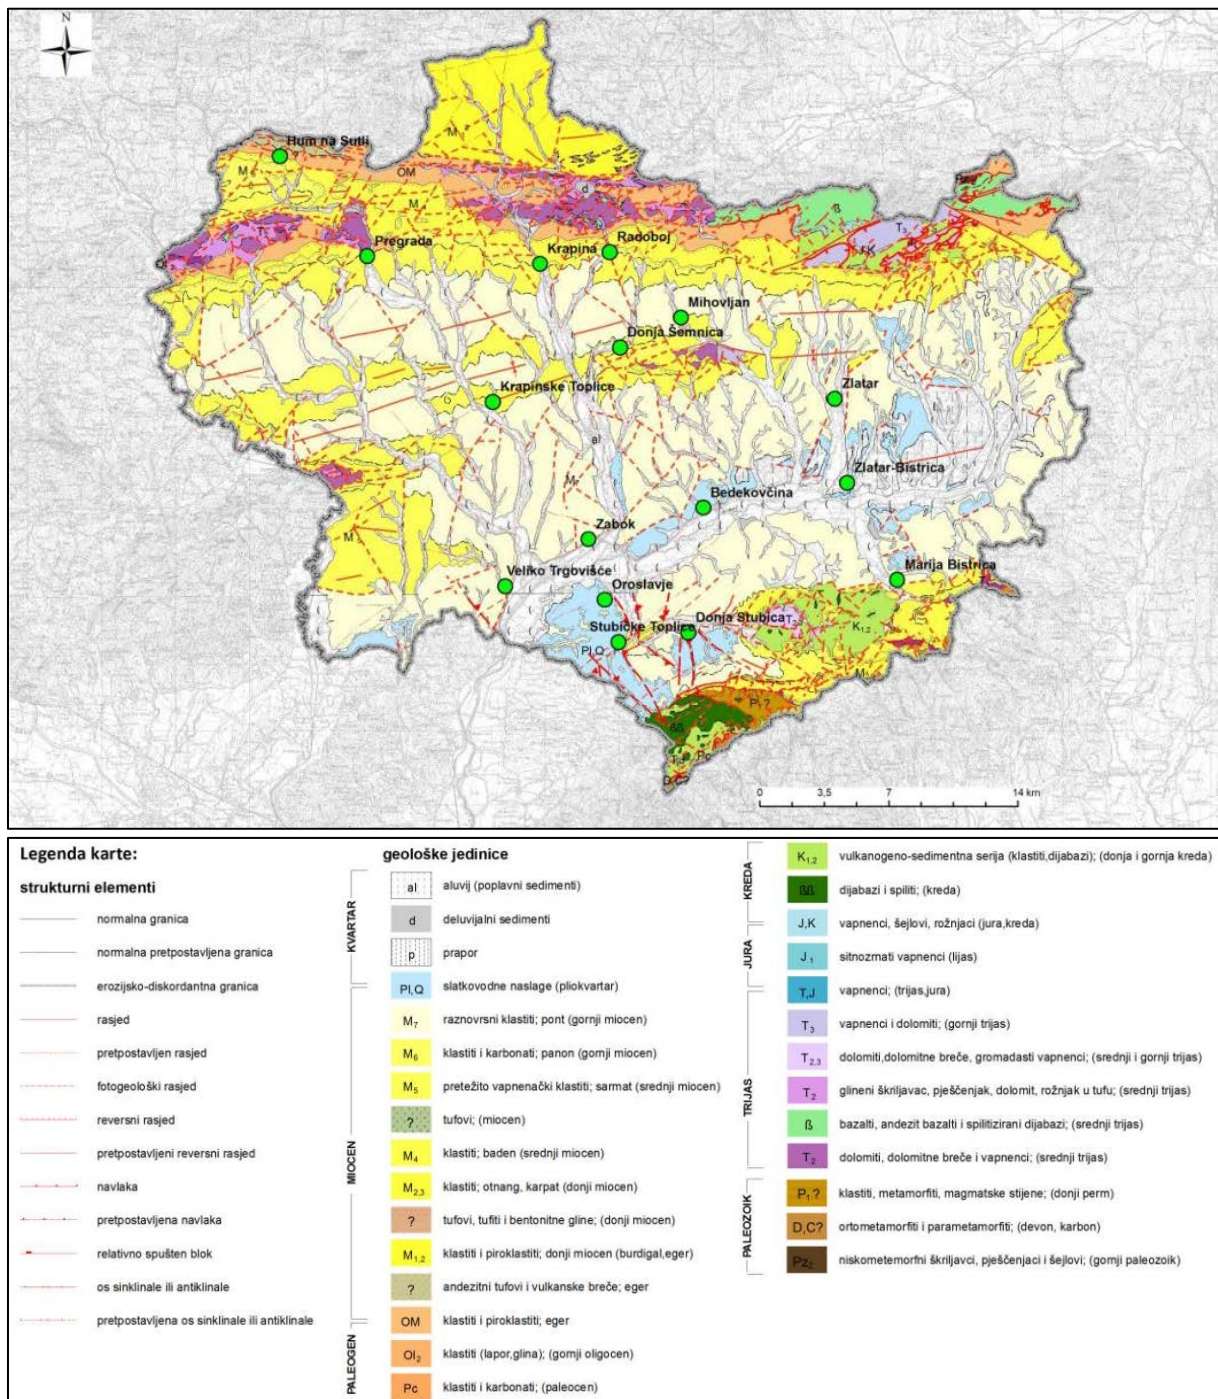 N
Hum na Sutli
M
OM
M
d
ß
T3
J,K
Radoboj
Krapina
Pregrada
Mihovljan
Donja Šemnica
Krapinske Toplice
Zlatar
al
Zlatar-Bistrica
M7
Bedekovčina
Zabok
Veliko Trgovišće
Oroslavje
Marija Bistrica
Donja Stubica
Stubičke Toplice
K1,2
Pl,Q
P1?
ßß
Pc
0 3,5 7 14 km
Legenda karte:
strukturni elementi
normalna granica
normalna pretpostavljena granica
erozijsko-diskordantna granica
rasjed
pretpostavljen rasjed
fotogeološki rasjed
reversni rasjed
pretpostavljeni reversni rasjed
navlaka
pretpostavljena navlaka
relativno spušten blok
os sinklinale ili antiklinale
pretpostavljena os sinklinale ili antiklinale
geološke jedinice
KVARTAR
al aluvij (poplavni sedimenti)
d deluvijalni sedimenti
p prapor
Pl,Q slatkovodne naslage (pliokvartar)
MIOCEN
M7 raznovrsni klastiti; pont (gornji miocen)
M6 klastiti i karbonati; panon (gornji miocen)
M5 pretežito vapnenački klastiti; sarmat (srednji miocen)
? tufovi; (miocen)
M4 klastiti; baden (srednji miocen)
M2,3 klastiti; otnang, karpat (donji miocen)
? tufovi, tufiti i bentonitne gline; (donji miocen)
M1,2 klastiti i piroklastiti; donji miocen (burdigal,eger)
? andezitni tufovi i vulkanske breče; eger
OM klastiti i piroklastiti; eger
PALEOGEN
Ol2 klastiti (lapor,glina); (gornji oligocen)
Pc klastiti i karbonati; (paleocen)
KREDA
K1,2 vulkanogeno-sedimentna serija (klastiti,dijabazi); (donja i gornja kreda)
ßß dijabazi i spiliti; (kreda)
JURA
J,K vapnenci, šejlovi, rožnjaci (jura,kreda)
J1 sitnozrnati vapnenci (lijas)
TRIJAS
T,J vapnenci; (trijas,jura)
T3 vapnenci i dolomiti; (gornji trijas)
T2,3 dolomiti,dolomitne breče, gromadasti vapnenci; (srednji i gornji trijas)
T2 glineni škriljavac, pješčenjak, dolomit, rožnjak u tufu; (srednji trijas)
ß bazalti, andezit bazalti i spilitizirani dijabazi; (srednji trijas)
T2 dolomiti, dolomitne breče i vapnenci; (srednji trijas)
PALEOZOIK
P1? klastiti, metamorfiti, magmatske stijene; (donji perm)
D,C? ortometamorfiti i parametamorfiti; (devon, karbon)
Pz2 niskometemorfni škriljavci, pješčenjaci i šejlovi; (gornji paleozoik)